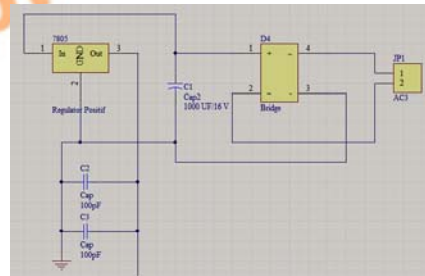 7805
1 In GND Out 3
2
Regulator Positif
C1
Cap2
1000 UF/16 V
D4
1 4
2 3
Bridge
JP1
1
2
AC3
C2
Cap
100pF
C3
Cap
100pF